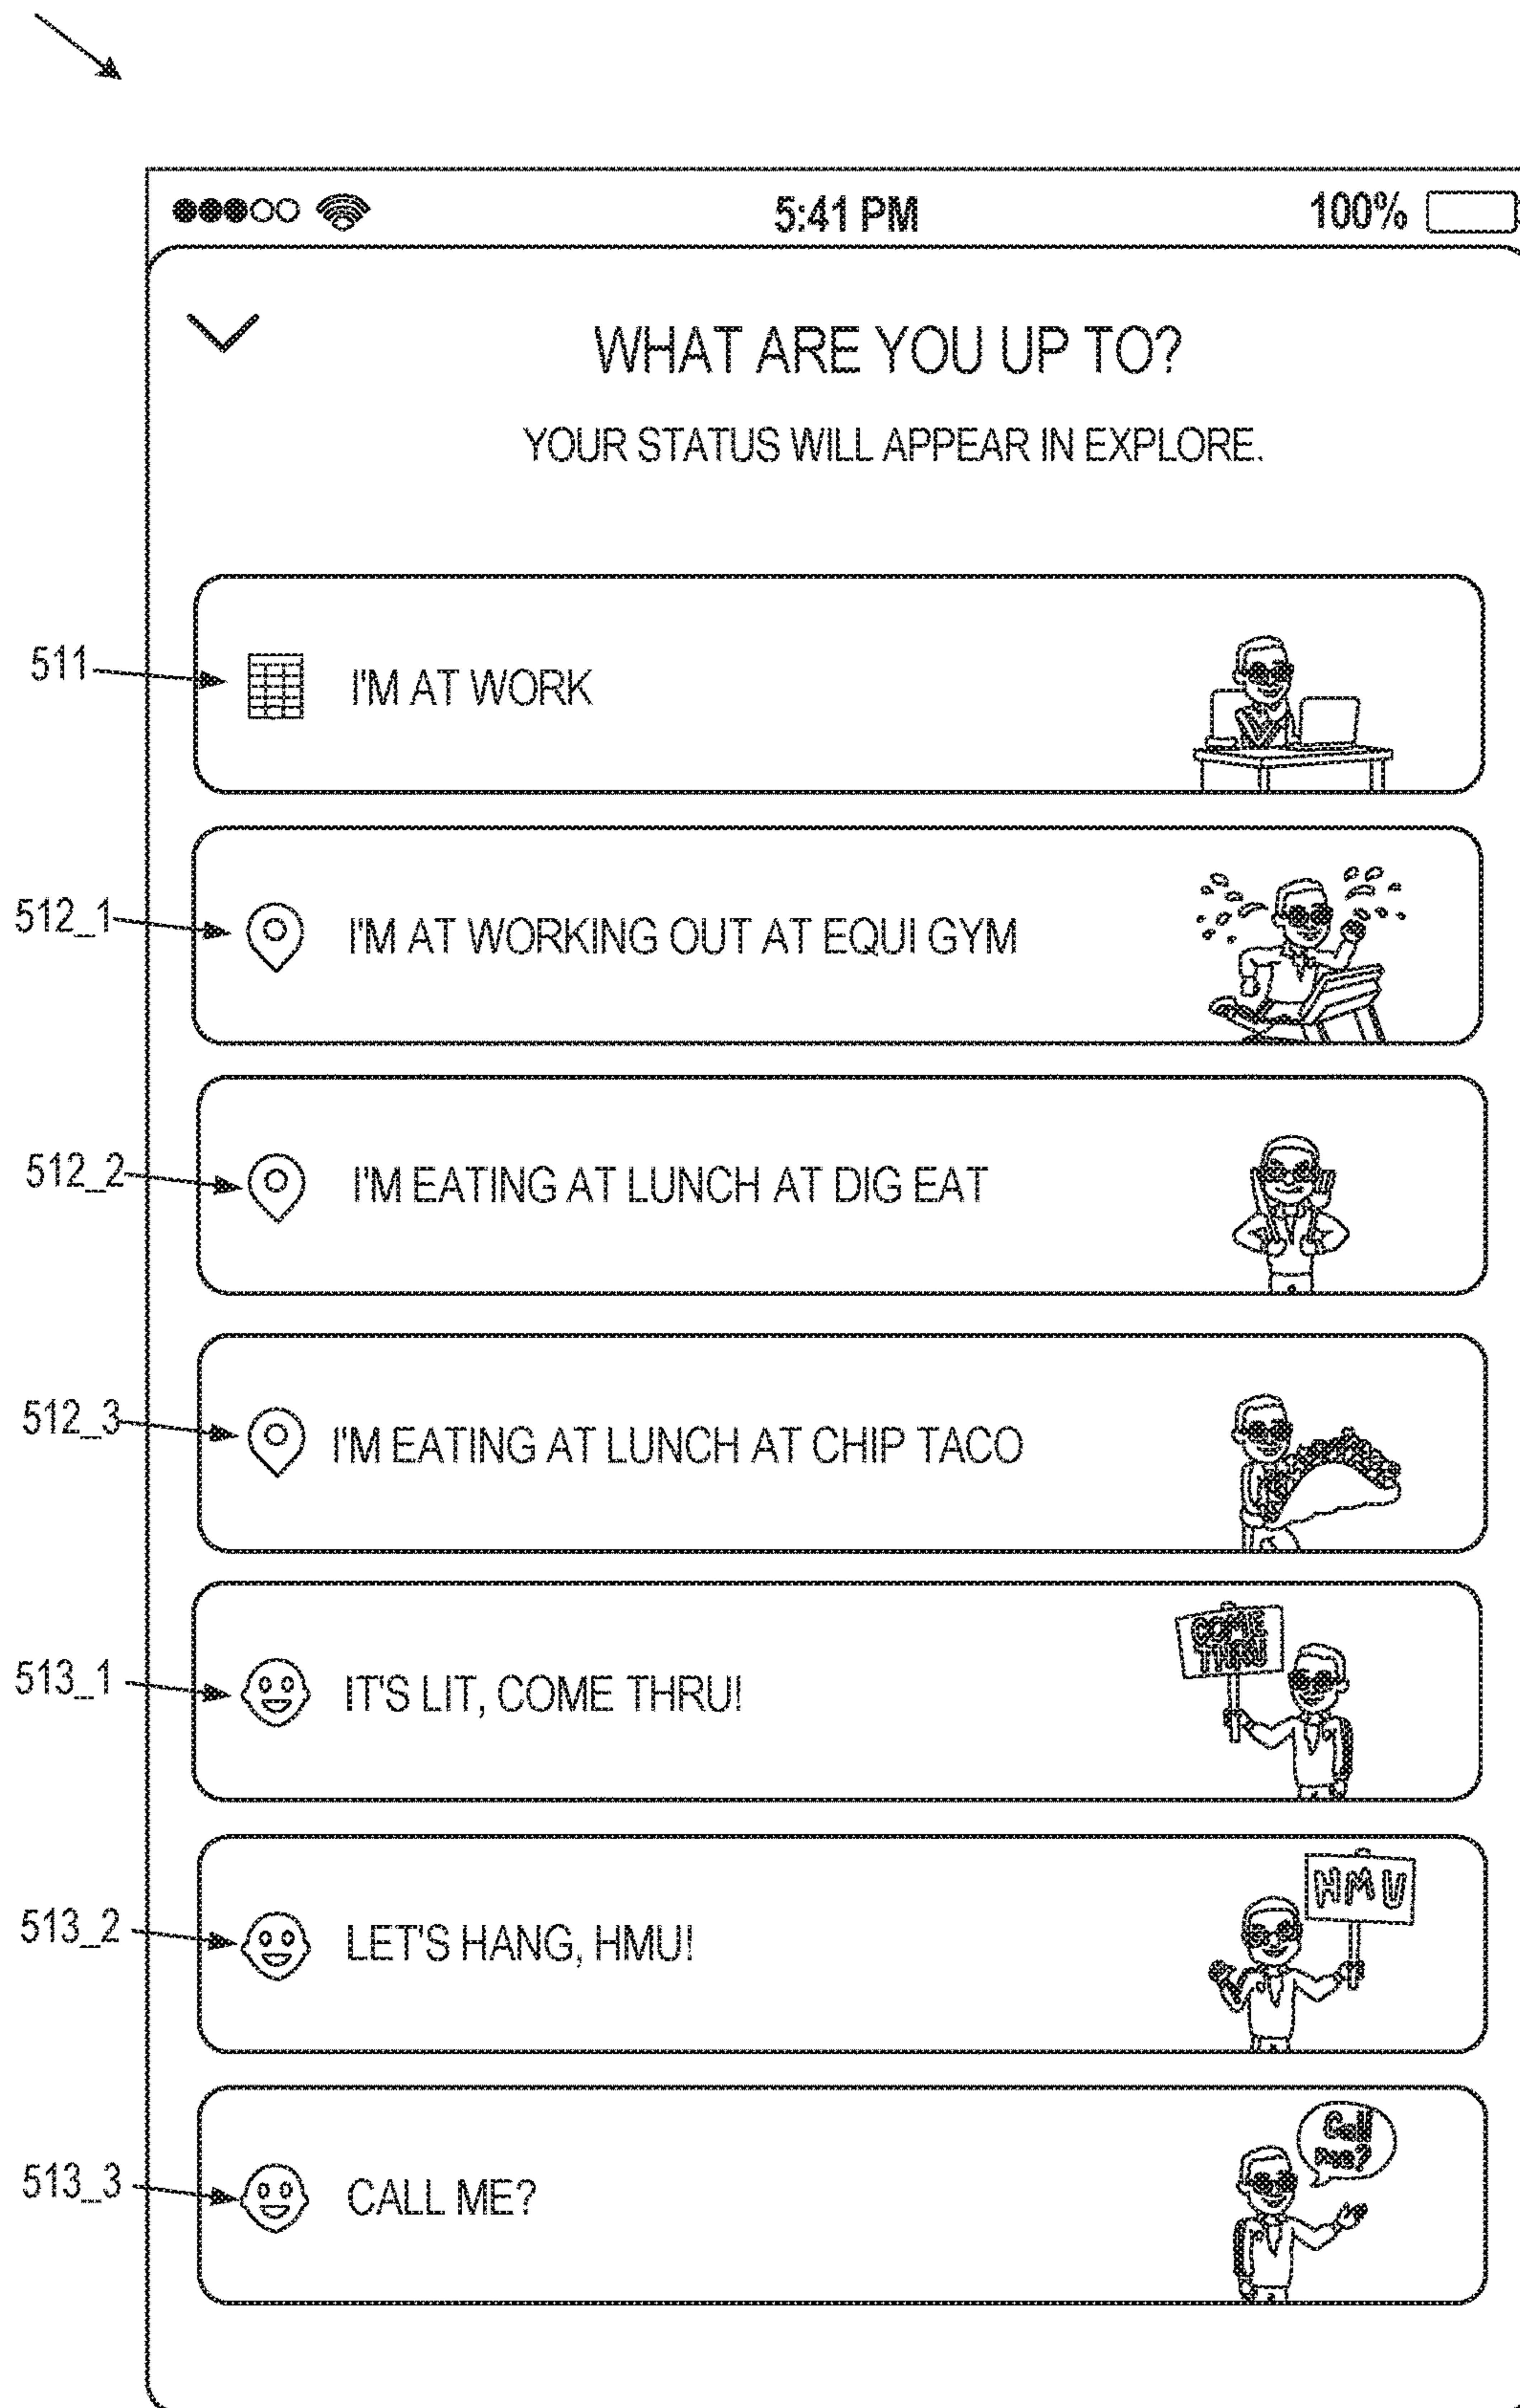 5:41 PM 100%
WHAT ARE YOU UP TO?
YOUR STATUS WILL APPEAR IN EXPLORE.
511 I'M AT WORK
512_1 I'M AT WORKING OUT AT EQUI GYM
512_2 I'M EATING AT LUNCH AT DIG EAT
512_3 I'M EATING AT LUNCH AT CHIP TACO
COME
THRU
513_1 IT'S LIT, COME THRU!
HMU
513_2 LET'S HANG, HMU!
Call
Me?
513_3 CALL ME?